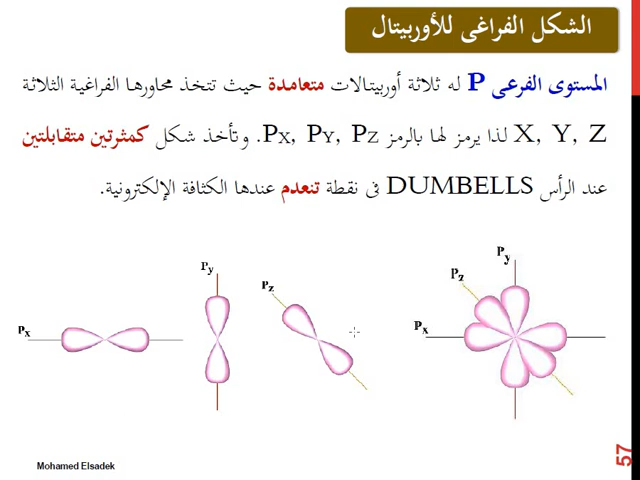 الشكل الفراغى للأوربيتال
المستوى الفرعى P له ثلاثة أوربيتالات متعامدة حيث تتخذ محاورها الفراغية الثلاثة
X, Y, Z لذا يرمز لها بالرمز PX, PY, PZ. وتأخذ شكل كمثرتين متقابلتين
عند الرأس DUMBELLS فى نقطة تنعدم عندها الكثافة الإلكترونية.
Px
Py
Pz
Py
Pz
Px
57
Mohamed Elsadek